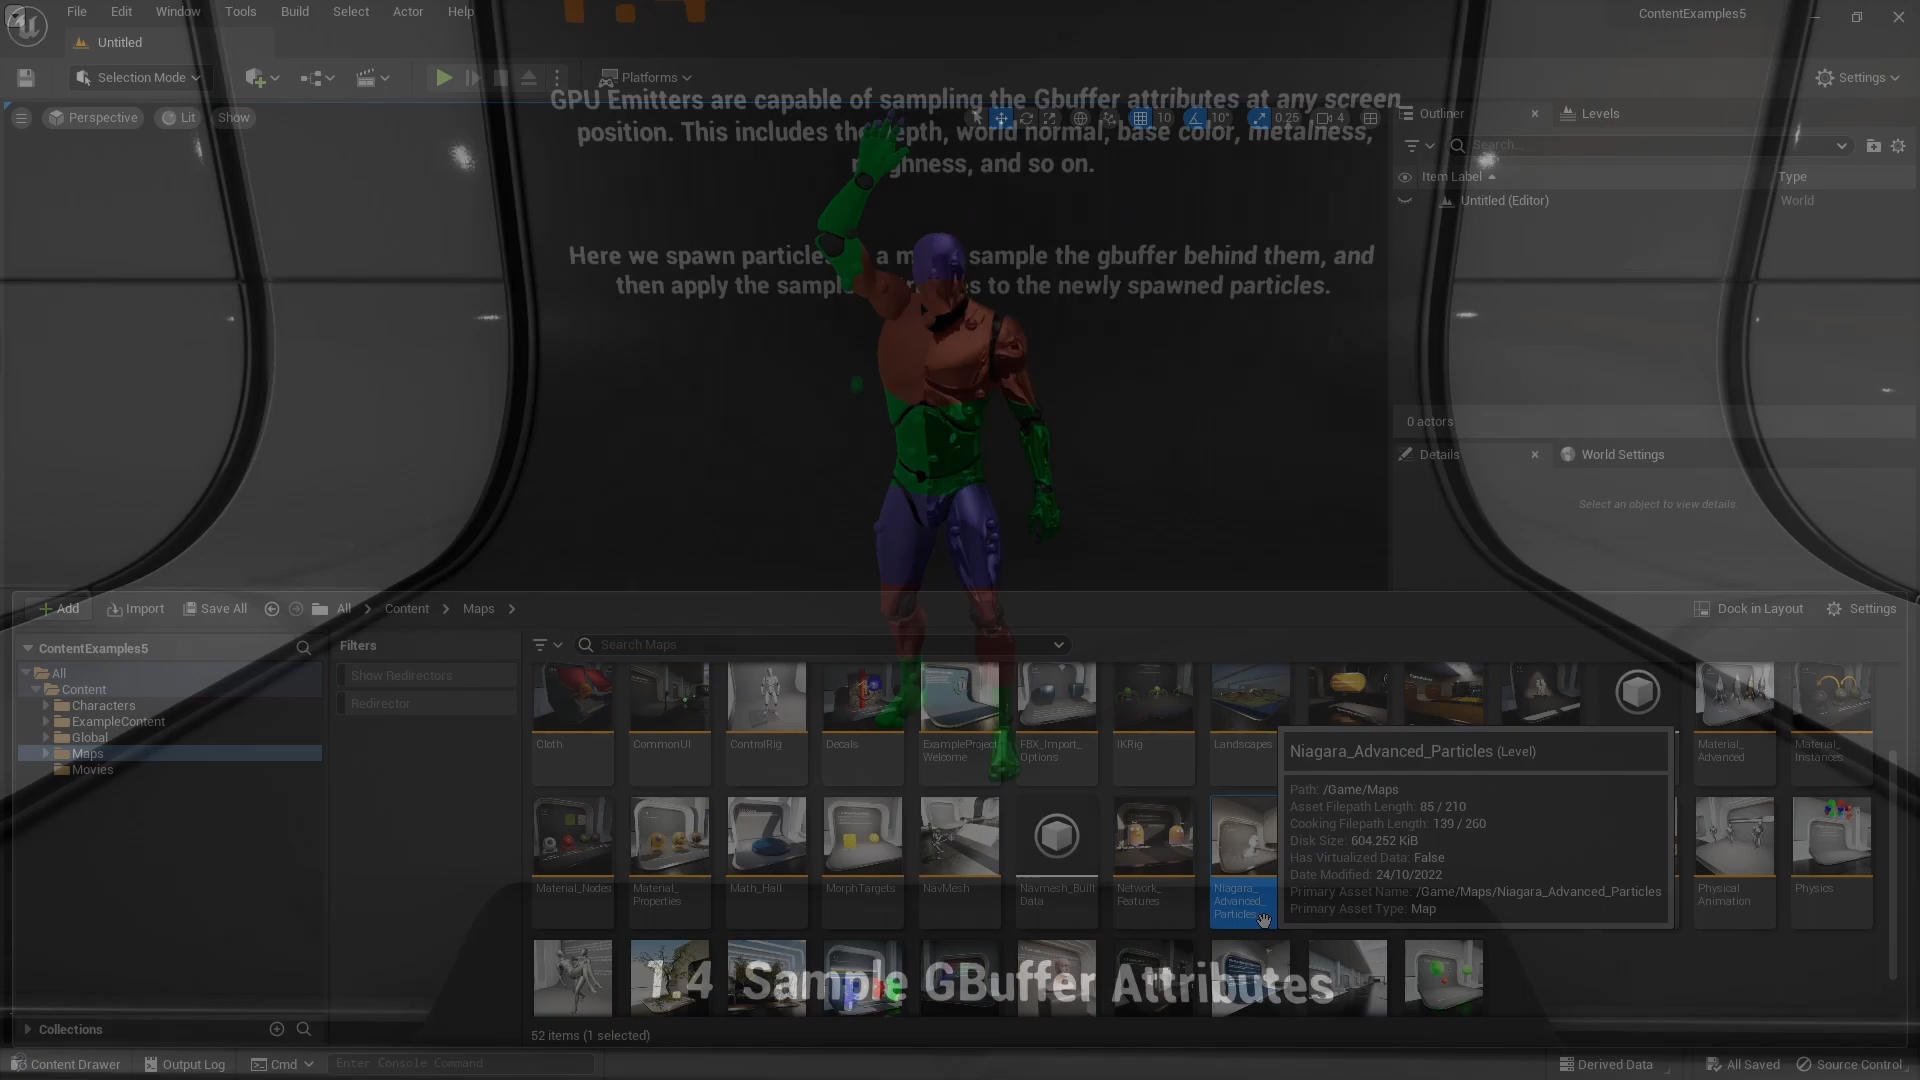 File Edit Window Tools Build Select Actor Help
ContentExamples5
Untitled
Selection Mode
Platforms
Settings
Perspective Lit Show
10 10° 0.25 4
GPU Emitters are capable of sampling the Gbuffer attributes at any screen
position. This includes the depth, world normal, base color, metalness,
roughness, and so on.
Here we spawn particles a sample the gbuffer behind them, and
then apply the to the newly spawned particles.
Outliner Levels
Search...
Item Label Type
Untitled (Editor) World
0 actors
Details World Settings
Select an object to view details.
Add Import Save All All Content Maps
Dock in Layout Settings
ContentExamples5
All
Content
Characters
ExampleContent
Global
Maps
Movies
Filters
Show Redirectors
Redirector
Search Maps
Cloth
CommonUI
ControlRig
Decals
ExampleProject
Welcome
FBX_Import_
Options
IKRig
Landscapes
Material_
Advanced
Material_
Instances
Niagara_Advanced_Particles (Level)
Path: /Game/Maps
Asset Filepath Length: 85 / 210
Cooking Filepath Length: 139 / 260
Disk Size: 604.252 KiB
Has Virtualized Data: False
Date Modified: 24/10/2022
Primary Asset Name: /Game/Maps/Niagara_Advanced_Particles
Primary Asset Type: Map
Material_Nodes
Material_
Properties
Math_Hall
MorphTargets
NavMesh
Navmesh_Built
Data
Network_
Features
Niagara_
Advanced_
Particles
Physical
Animation
Physics
1.4 Sample GBuffer Attributes
52 items (1 selected)
Collections
Content Drawer Output Log Cmd Enter Console Command
Derived Data All Saved Source Control